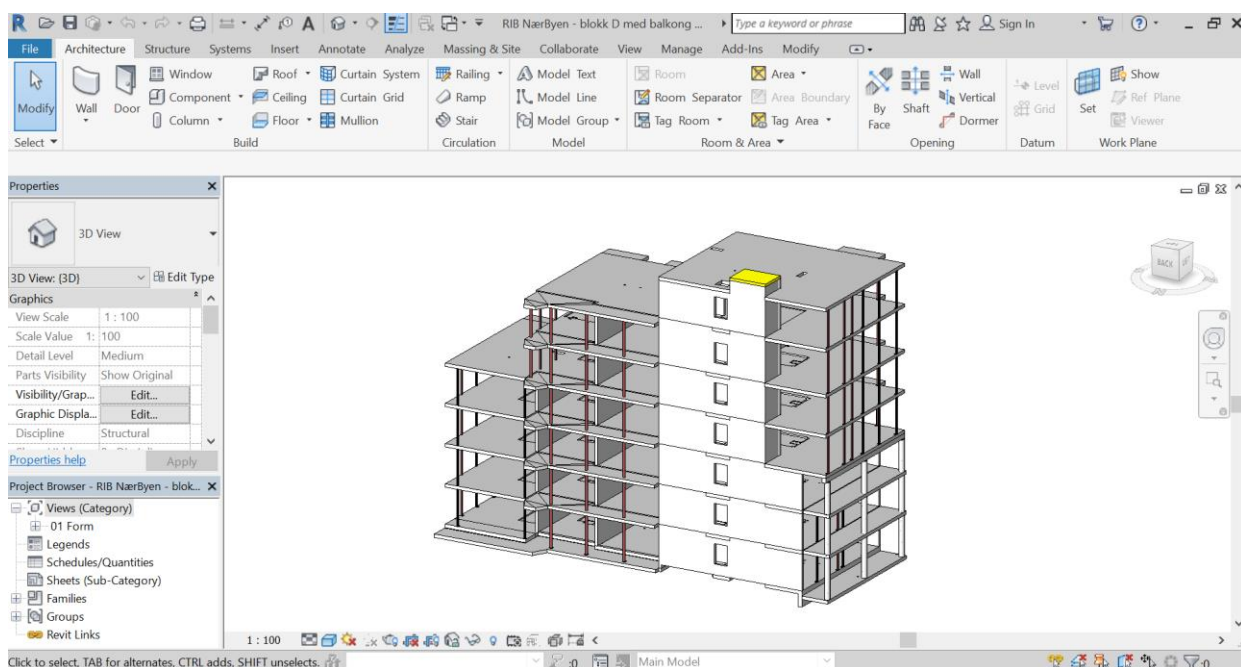 RIB NærByen - blokk D med balkong ...
Type a keyword or phrase
Sign In
File Architecture Structure Systems Insert Annotate Analyze Massing & Site Collaborate View Manage Add-Ins Modify
Modify
Wall
Door
Window
Component
Column
Roof
Ceiling
Floor
Curtain System
Curtain Grid
Mullion
Railing
Ramp
Stair
Model Text
Model Line
Model Group
Room
Room Separator
Tag Room
Area
Area Boundary
Tag Area
By
Face
Shaft
Wall
Vertical
Dormer
Level
Grid
Set
Show
Ref Plane
Viewer
Select Build Circulation Model Room & Area Opening Datum Work Plane
Properties
3D View
3D View: {3D} Edit Type
Graphics
View Scale 1 : 100
Scale Value 1: 100
Detail Level Medium
Parts Visibility Show Original
Visibility/Grap... Edit...
Graphic Displa... Edit...
Discipline Structural
Properties help Apply
Project Browser - RIB NærByen - blok...
Views (Category)
01 Form
Legends
Schedules/Quantities
Sheets (Sub-Category)
Families
Groups
Revit Links
BACK
1 : 100
Click to select, TAB for alternates, CTRL adds, SHIFT unselects.
:0
Main Model
:0